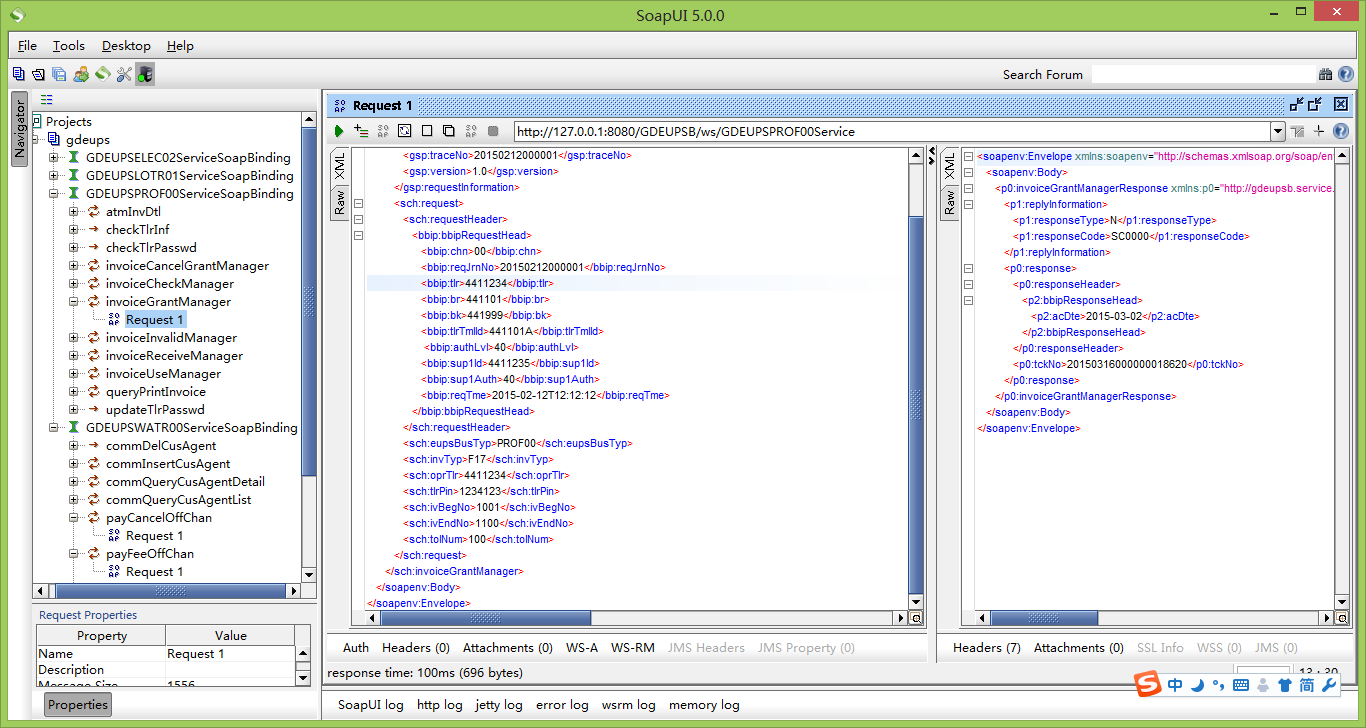 SoapUI 5.0.0
File Tools Desktop Help
Search Forum
Navigator
Projects
gdeups
GDEUPSELEC02ServiceSoapBinding
GDEUPSLOTR01ServiceSoapBinding
GDEUPSPROF00ServiceSoapBinding
atmInvDtl
checkTlrInf
checkTlrPasswd
invoiceCancelGrantManager
invoiceCheckManager
invoiceGrantManager
Request 1
invoiceInvalidManager
invoiceReceiveManager
invoiceUseManager
queryPrintInvoice
updateTlrPasswd
GDEUPSWATR00ServiceSoapBinding
commDelCusAgent
commInsertCusAgent
commQueryCusAgentDetail
commQueryCusAgentList
payCancelOffChan
Request 1
payFeeOffChan
Request 1
Request Properties
Property Value
Name Request 1
Description
Message Size 1556
Properties
Request 1
http://127.0.0.1:8080/GDEUPSB/ws/GDEUPSPROF00Service
XML
Raw
<gsp:traceNo>20150212000001</gsp:traceNo>
<gsp:version>1.0</gsp:version>
</gsp:requestInformation>
<sch:request>
<sch:requestHeader>
<bbp:bbipRequestHead>
<bbip:chn>00</bbip:chn>
<bbip:reqJrnNo>20150212000001</bbip:reqJrnNo>
<bbip:tlr>4411234</bbip:tlr>
<bbip:br>441101</bbip:br>
<bbip:bk>441999</bbip:bk>
<bbip:tlrTmlId>441101A</bbip:tlrTmlId>
<bbip:authLvl>40</bbip:authLvl>
<bbip:sup1Id>4411235</bbip:sup1Id>
<bbip:sup1Auth>40</bbip:sup1Auth>
<bbip:reqTme>2015-02-12T12:12:12</bbip:reqTme>
</bbp:bbipRequestHead>
</sch:requestHeader>
<sch:eupsBusTyp>PROF00</sch:eupsBusTyp>
<sch:invTyp>F17</sch:invTyp>
<sch:oprTlr>4411234</sch:oprTlr>
<sch:tlrPin>1234123</sch:tlrPin>
<sch:ivBegNo>1001</sch:ivBegNo>
<sch:ivEndNo>1100</sch:ivEndNo>
<sch:tolNum>100</sch:tolNum>
</sch:request>
</sch:invoiceGrantManager>
</soapenv:Body>
</soapenv:Envelope>
Auth Headers (0) Attachments (0) WS-A WS-RM JMS Headers JMS Property (0)
response time: 100ms (696 bytes)
XML
Raw
<soapenv:Envelope xmlns:soapenv="http://schemas.xmlsoap.org/soap/en
<soapenv:Body>
<p0:invoiceGrantManagerResponse xmlns:p0="http://gdeupsb.service.
<p1:replyInformation>
<p1:responseType>N</p1:responseType>
<p1:responseCode>SC0000</p1:responseCode>
</p1:replyInformation>
<p0:response>
<p0:responseHeader>
<p2:bbipResponseHead>
<p2:acDte>2015-03-02</p2:acDte>
</p2:bbipResponseHead>
</p0:responseHeader>
<p0:tckNo>20150316000000018620</p0:tckNo>
</p0:response>
</p0:invoiceGrantManagerResponse>
</soapenv:Body>
</soapenv:Envelope>
Headers (7) Attachments (0) SSL Info WSS (0) JMS (0)
中 简
SoapUI log http log jetty log error log wsrm log memory log